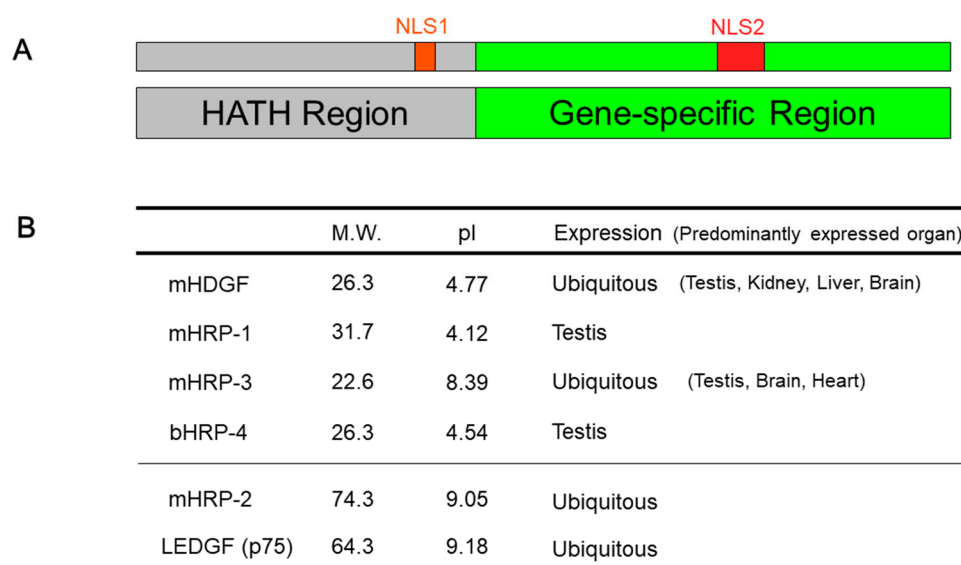 A
NLS1 NLS2
HATH Region Gene-specific Region
B
M.W. pI Expression (Predominantly expressed organ)
mHDGF 26.3 4.77 Ubiquitous (Testis, Kidney, Liver, Brain)
mHRP-1 31.7 4.12 Testis
mHRP-3 22.6 8.39 Ubiquitous (Testis, Brain, Heart)
bHRP-4 26.3 4.54 Testis
mHRP-2 74.3 9.05 Ubiquitous
LEDGF (p75) 64.3 9.18 Ubiquitous